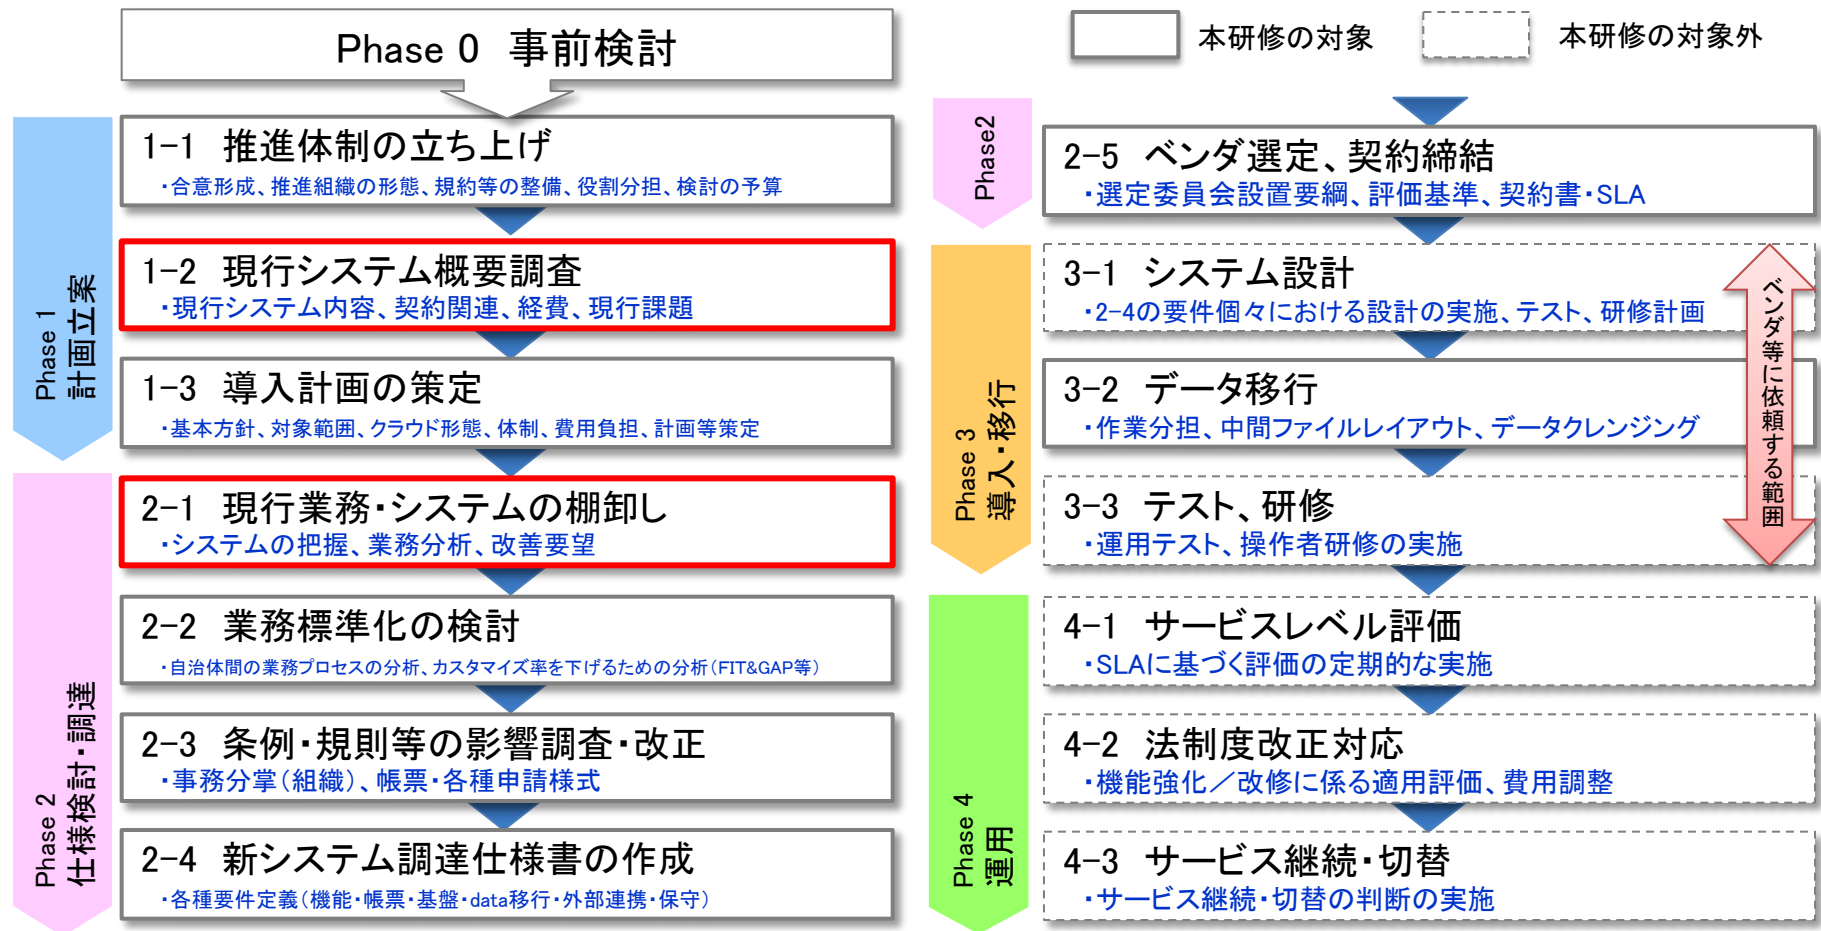 Phase 0 事前検討
本研修の対象
本研修の対象外
Phase 1
計画立案
1-1 推進体制の立ち上げ
・合意形成、推進組織の形態、規約等の整備、役割分担、検討の予算
1-2 現行システム概要調査
・現行システム内容、契約関連、経費、現行課題
1-3 導入計画の策定
・基本方針、対象範囲、クラウド形態、体制、費用負担、計画等策定
Phase 2
仕様検討・調達
2-1 現行業務・システムの棚卸し
・システムの把握、業務分析、改善要望
2-2 業務標準化の検討
・自治体間の業務プロセスの分析、カスタマイズ率を下げるための分析(FIT&GAP等)
2-3 条例・規則等の影響調査・改正
・事務分掌(組織)、帳票・各種申請様式
2-4 新システム調達仕様書の作成
・各種要件定義(機能・帳票・基盤・data移行・外部連携・保守)
Phase2
2-5 ベンダ選定、契約締結
・選定委員会設置要綱、評価基準、契約書・SLA
Phase 3
導入・移行
3-1 システム設計
・2-4の要件個々における設計の実施、テスト、研修計画
3-2 データ移行
・作業分担、中間ファイルレイアウト、データクレンジング
3-3 テスト、研修
・運用テスト、操作者研修の実施
ベンダ等に依頼する範囲
Phase 4
運用
4-1 サービスレベル評価
・SLAに基づく評価の定期的な実施
4-2 法制度改正対応
・機能強化／改修に係る適用評価、費用調整
4-3 サービス継続・切替
・サービス継続・切替の判断の実施